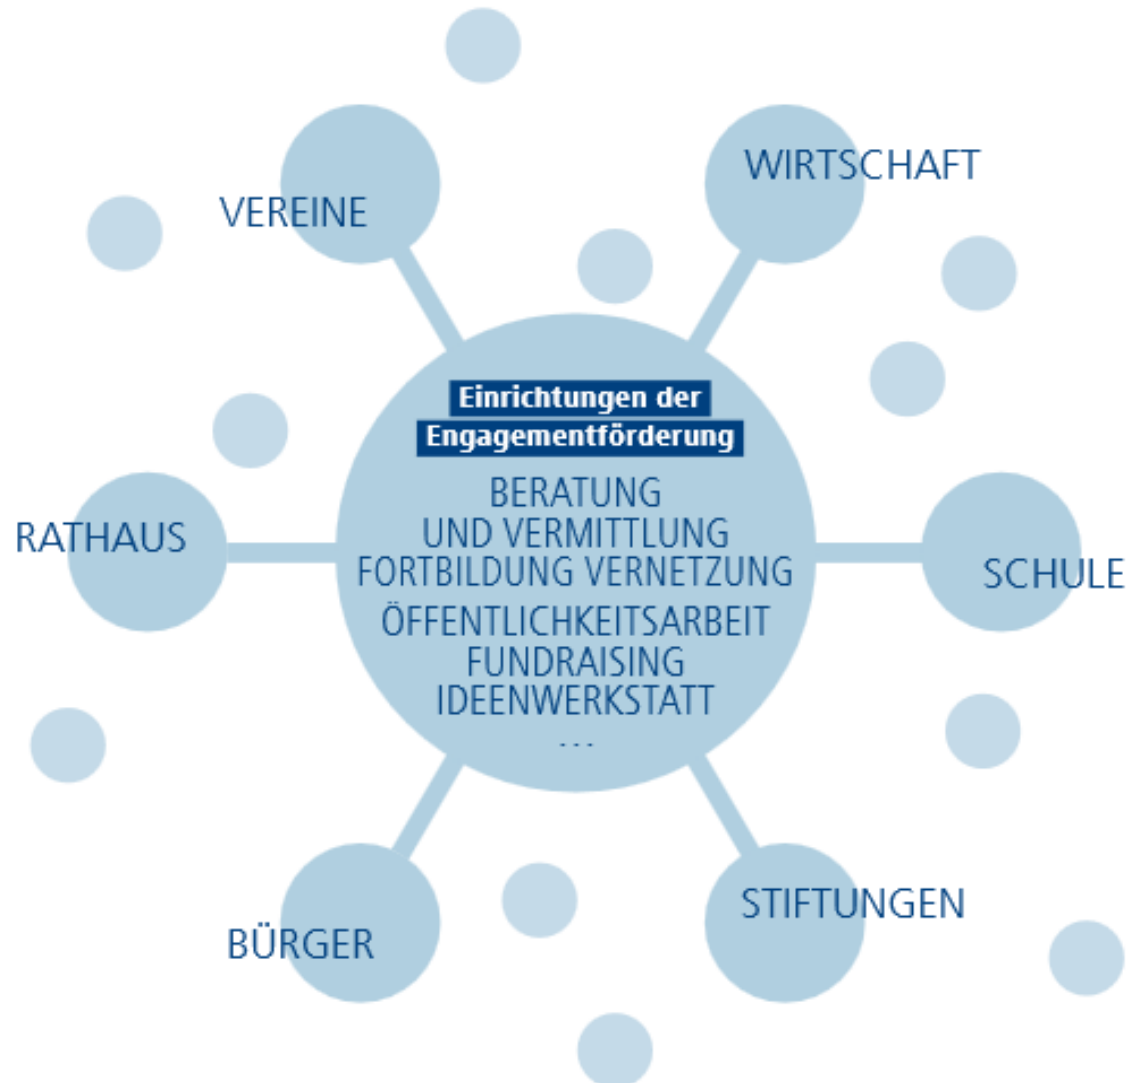 VEREINE
WIRTSCHAFT
Einrichtungen der
Engagementförderung
BERATUNG
UND VERMITTLUNG
FORTBILDUNG VERNETZUNG
ÖFFENTLICHKEITSARBEIT
FUNDRAISING
IDEENWERKSTATT
...
RATHAUS
SCHULE
BÜRGER
STIFTUNGEN